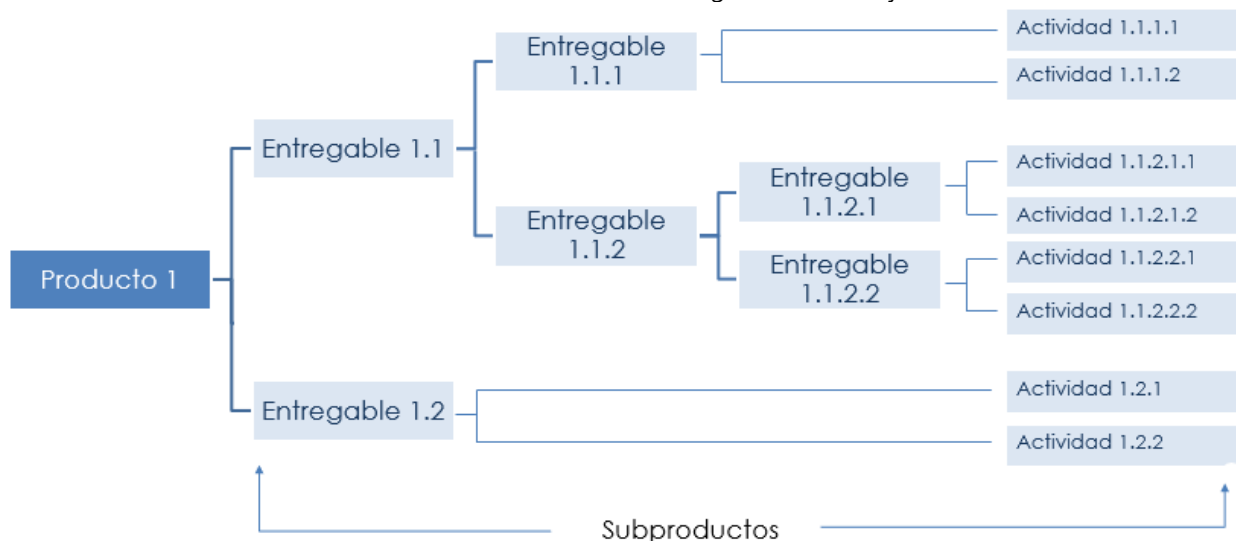 Actividad 1.1.1.1
Entregable
1.1.1
Actividad 1.1.1.2
Entregable 1.1
Actividad 1.1.2.1.1
Entregable
1.1.2.1
Actividad 1.1.2.1.2
Entregable
1.1.2
Actividad 1.1.2.2.1
Entregable
1.1.2.2
Actividad 1.1.2.2.2
Producto 1
Actividad 1.2.1
Entregable 1.2
Actividad 1.2.2
Subproductos